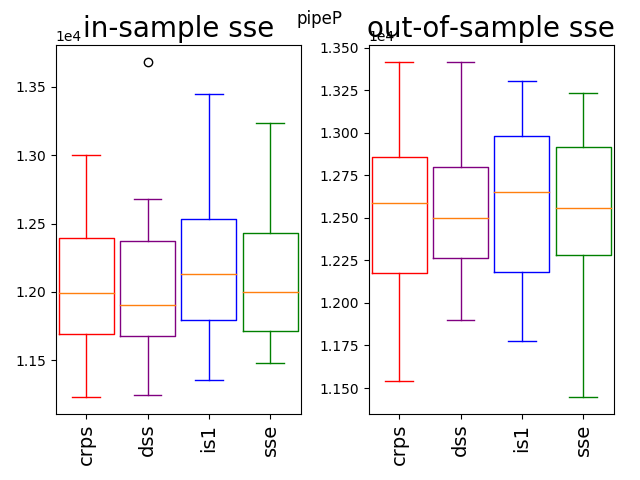 pipeP
in-sample sse
1e4
1.35
1.30
1.25
1.20
1.15
crps
dss
is1
sse
out-of-sample sse
1e4
1.350
1.325
1.300
1.275
1.250
1.225
1.200
1.175
1.150
crps
dss
is1
sse